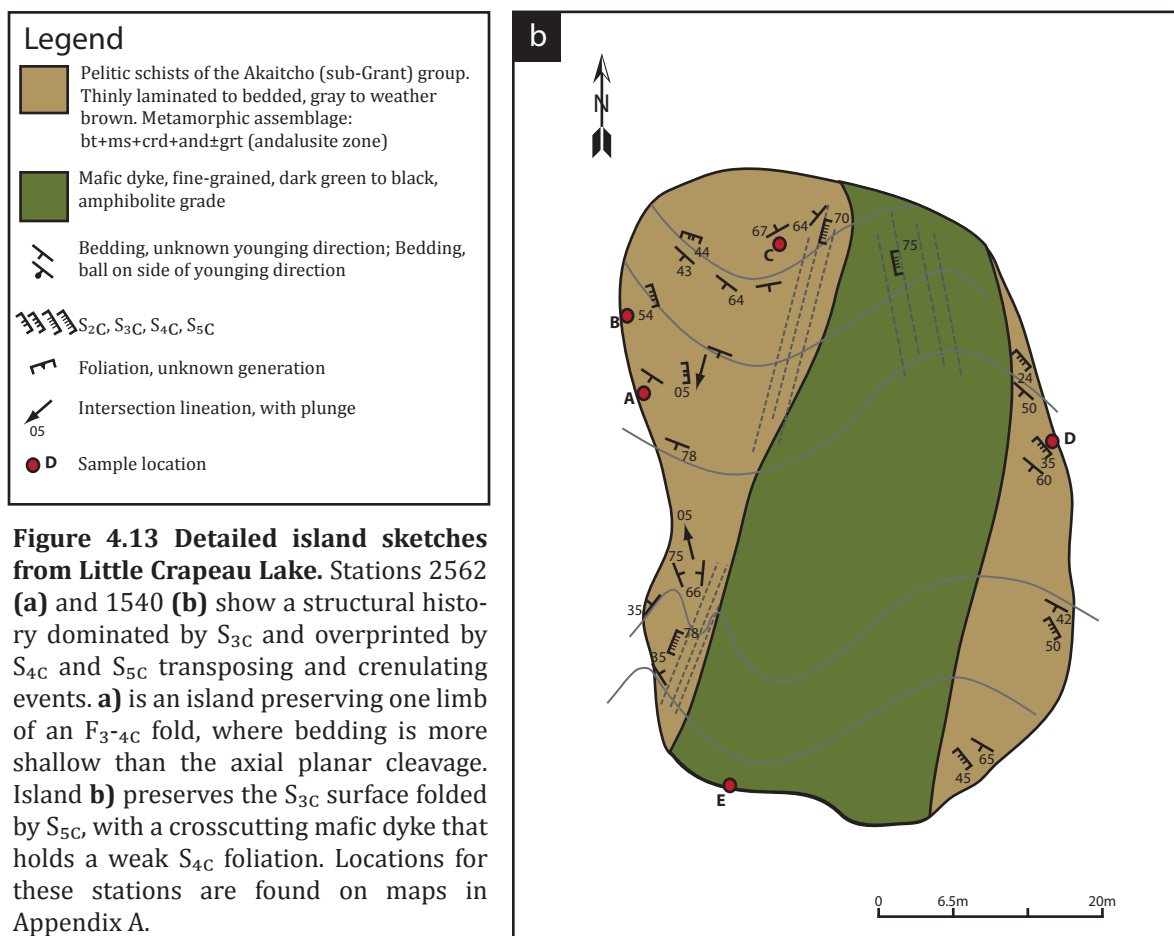 Legend
Pelitic schists of the Akaitcho (sub-Grant) group.
Thinly laminated to bedded, gray to weather
brown. Metamorphic assemblage:
bt+ms+crd+and±grt (andalusite zone)
Mafic dyke, fine-grained, dark green to black,
amphibolite grade
Bedding, unknown younging direction; Bedding,
ball on side of younging direction
S2C, S3C, S4C, S5C
Foliation, unknown generation
Intersection lineation, with plunge
05
D Sample location
Figure 4.13 Detailed island sketches
from Little Crapeau Lake. Stations 2562
(a) and 1540 (b) show a structural histo-
ry dominated by S3C and overprinted by
S4C and S5C transposing and crenulating
events. a) is an island preserving one limb
of an F3-4C fold, where bedding is more
shallow than the axial planar cleavage.
Island b) preserves the S3C surface folded
by S5C, with a crosscutting mafic dyke that
holds a weak S4C foliation. Locations for
these stations are found on maps in
Appendix A.
b
N
67
64
70
75
C
44
43
64
B
54
A
05
24
50
D
35
60
78
05
75
66
35
78
35
42
50
65
45
E
0
6.5m
20m